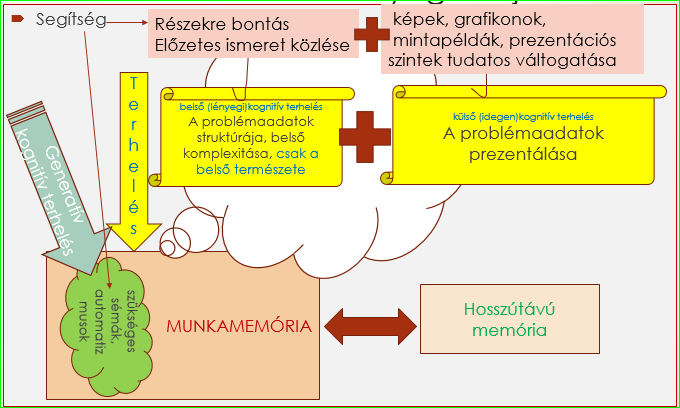 Segítség
Részekre bontás
Előzetes ismeret közlése
képek, grafikonok,
mintapéldák, prezentációs
szintek tudatos váltogatása
Terhelés
belső (lényegi)kognitív terhelés
A problémaadatok
struktúrája, belső
komplexitása, csak a
belső természete
külső (idegen)kognitív terhelés
A problémaadatok
prezentálása
Generatív
kognitív terhelés
szükséges
sémák,
automatiz
musok
MUNKAMEMÓRIA
Hosszútávú
memória